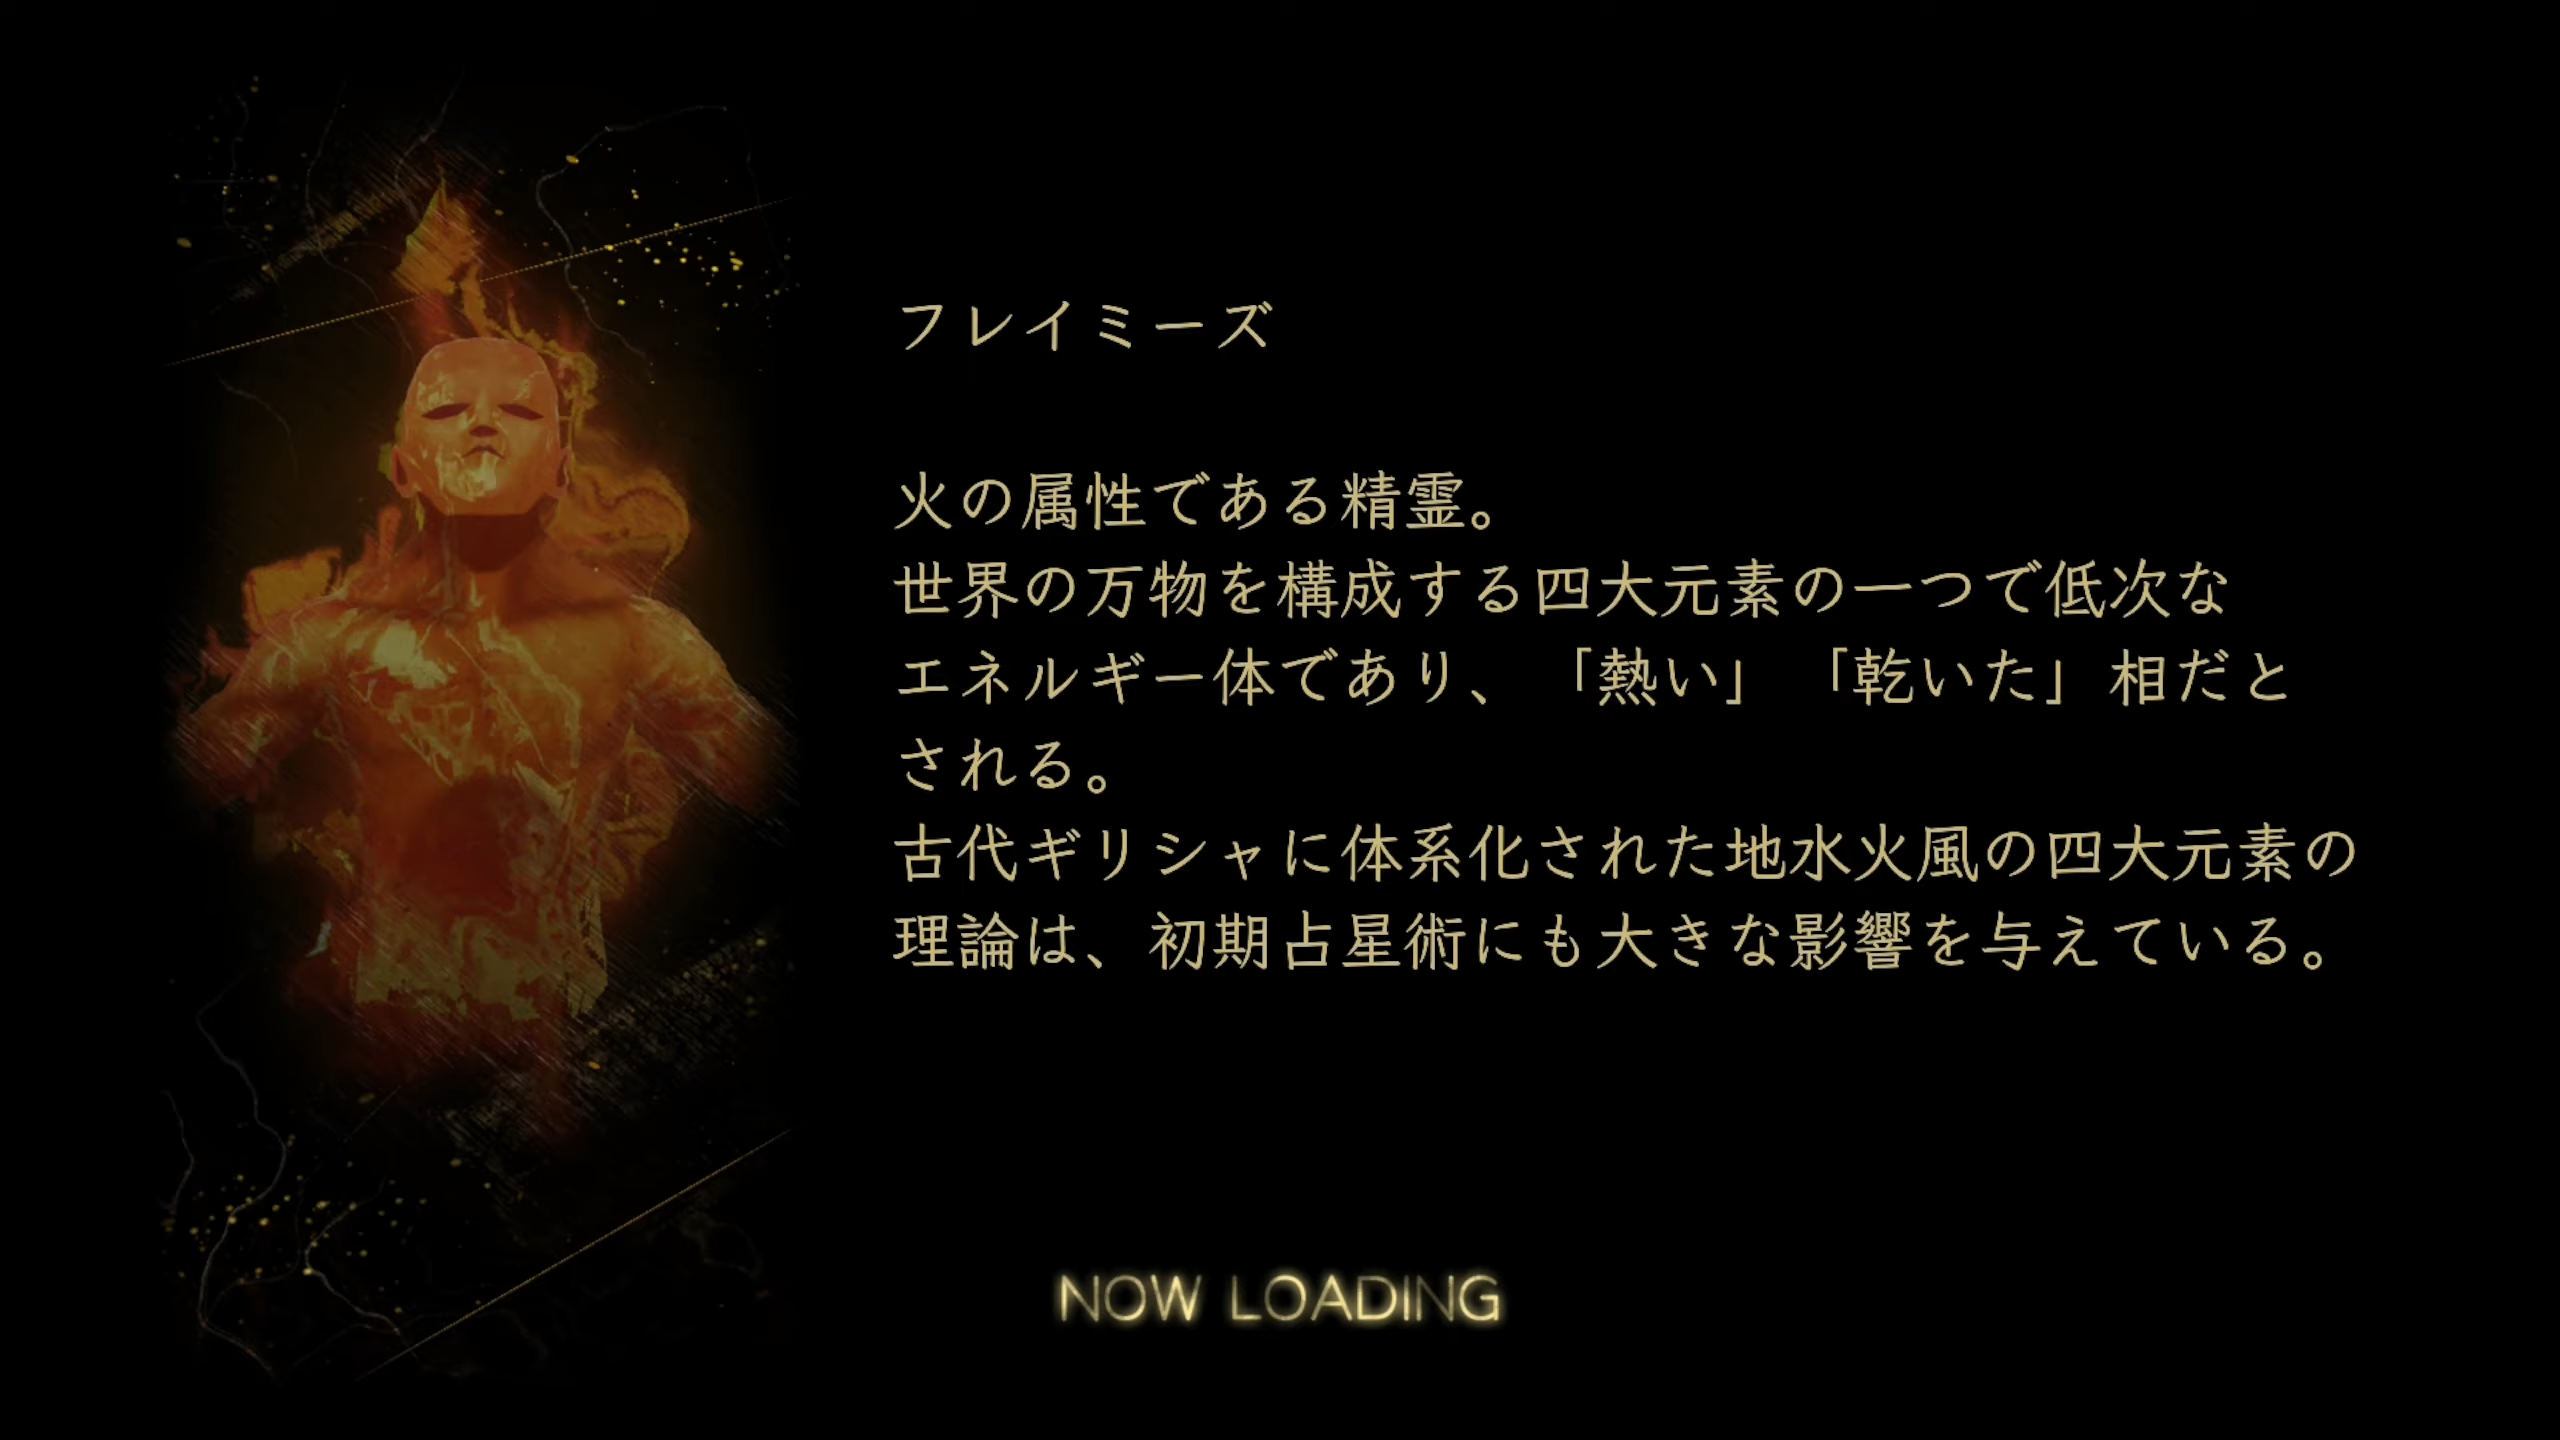 フレイミーズ
火の属性である精霊。
世界の万物を構成する四大元素の一つで低次な
エネルギー体であり、「熱い」「乾いた」相だと
される。
古代ギリシャに体系化された地水火風の四大元素の
理論は、初期占星術にも大きな影響を与えている。
NOW LOADING